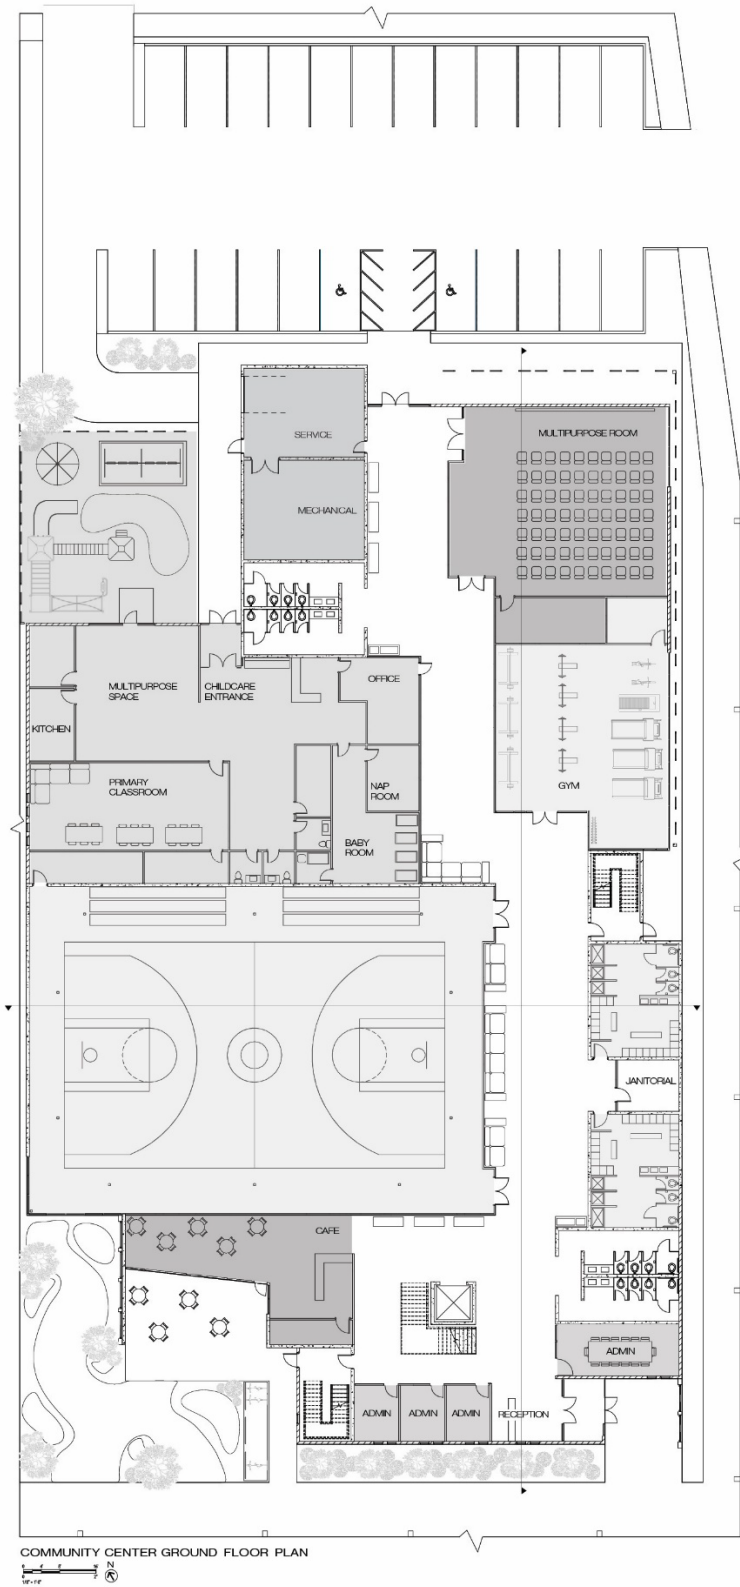 SERVICE
MULTIPURPOSE ROOM
MECHANICAL
MULTIPURPOSE
SPACE
CHILDCARE
ENTRANCE
OFFICE
KITCHEN
PRIMARY
CLASSROOM
NAP
ROOM
GYM
BABY
ROOM
JANITORIAL
CAFE
ADMIN
ADMIN
ADMIN
ADMIN
RECEPTION
COMMUNITY CENTER GROUND FLOOR PLAN
N